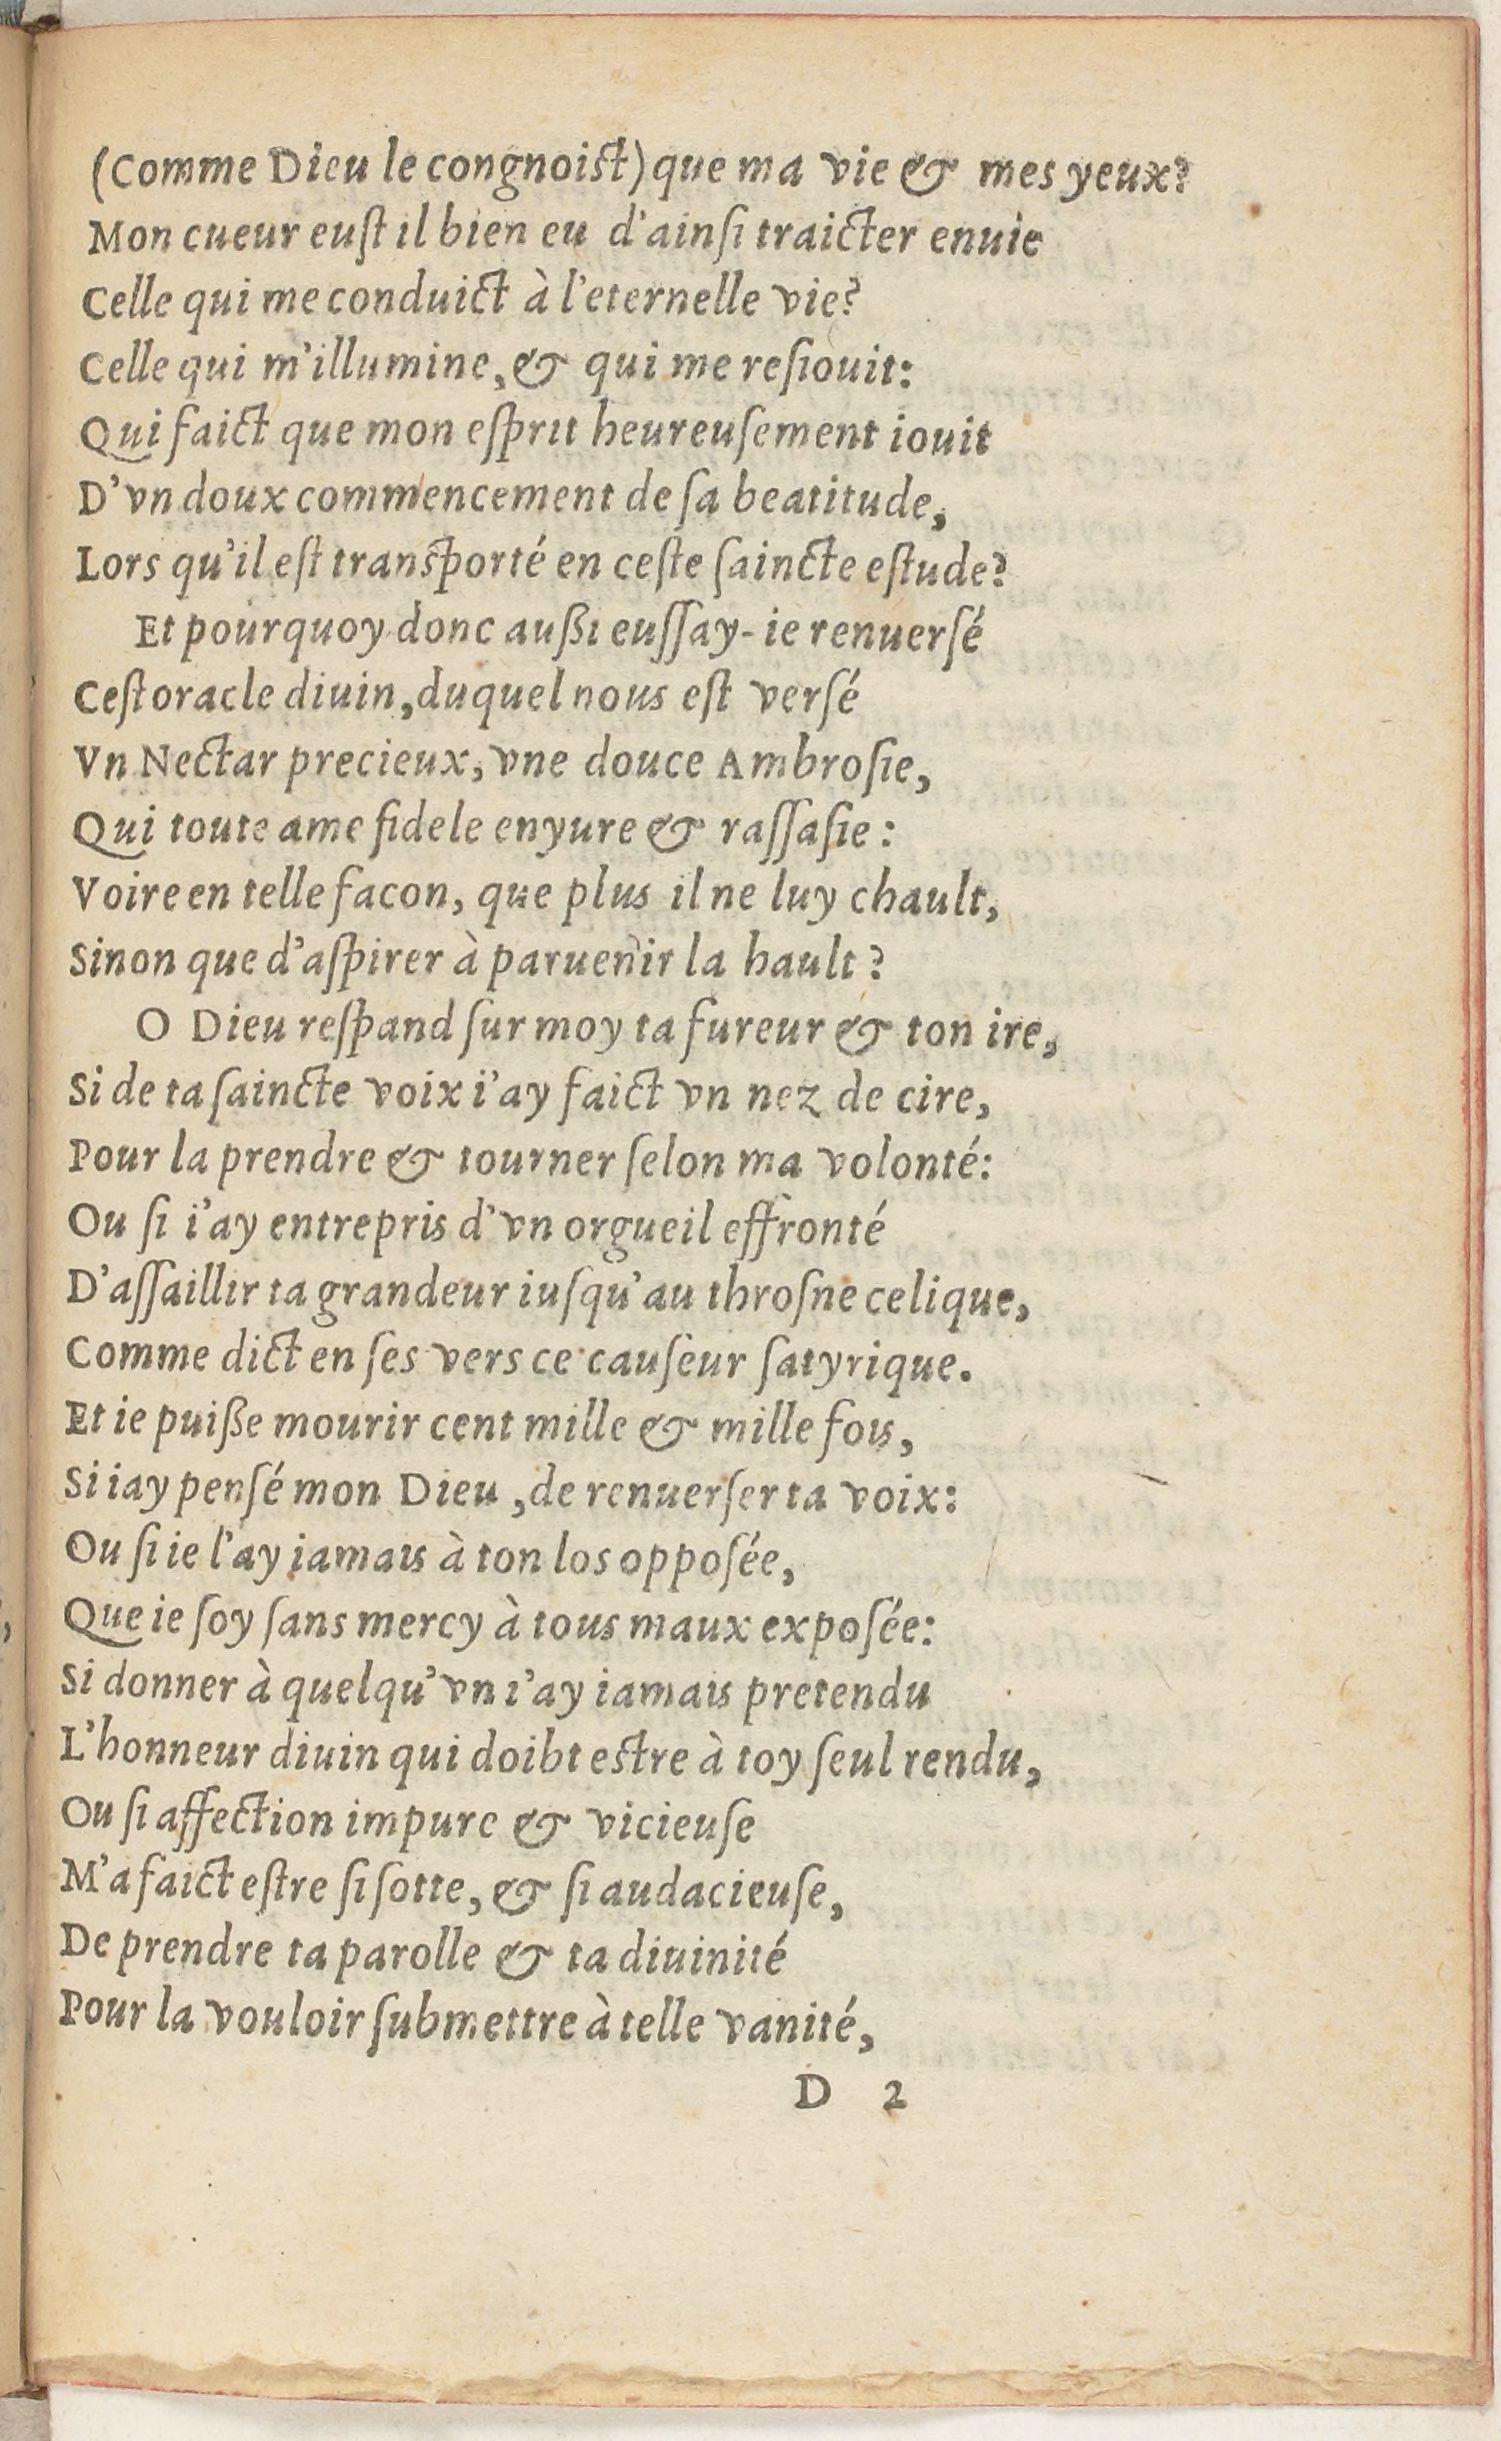 (Comme Dieu le congnoist) que ma vie & mes yeux?
Mon cueur euſt il bien eu d'ainſi traicter enuie
Celle qui me conduict à l'eternelle vie?
Celle qui m'illumine, & qui me reſiouit:
Qui faict que mon eſprit heureuſement iouit
D'vn doux commencement de ſa beatitude,
Lors qu'il eſt tranſporté en ceſte ſaincte eſtude?
Et pourquoy donc außi euſſay-ie renuerſé
Ceſt oracle diuin, duquel nous eſt verſé
Vn Nectar precieux, vne douce Ambroſie,
Qui toute ame fidele enyure & raſſaſie:
Voire en telle facon, que plus il ne luy chault,
Sinon que d'aſpirer à paruenir la hault?
O Dieu reſpand ſur moy ta fureur & ton ire,
Si de ta ſaincte voix i'ay faict vn nez de cire,
Pour la prendre & tourner ſelon ma volonté:
Ou ſi i'ay entrepris d'vn orgueil effronté
D'aſſaillir ta grandeur iuſqu'au throſne celique,
Comme dict en ſes vers ce cauſeur ſatyrique.
Et ie puiße mourir cent mille & mille fois,
Si iay penſé mon Dieu, de renuerſer ta voix:
Ou ſi ie l'ay iamais à ton los oppoſée,
Que ie ſoy ſans mercy à tous maux expoſée:
Si donner à quelqu'vn i'ay iamais pretendu
L'honneur diuin qui doibt eſtre à toy ſeul rendu,
Ou ſi affection impure & vicieuſe
M'a faict eſtre ſi ſotte, & ſi audacieuſe,
De prendre ta parolle & ta diuinité
Pour la vouloir ſubmettre à telle vanité,
D 2